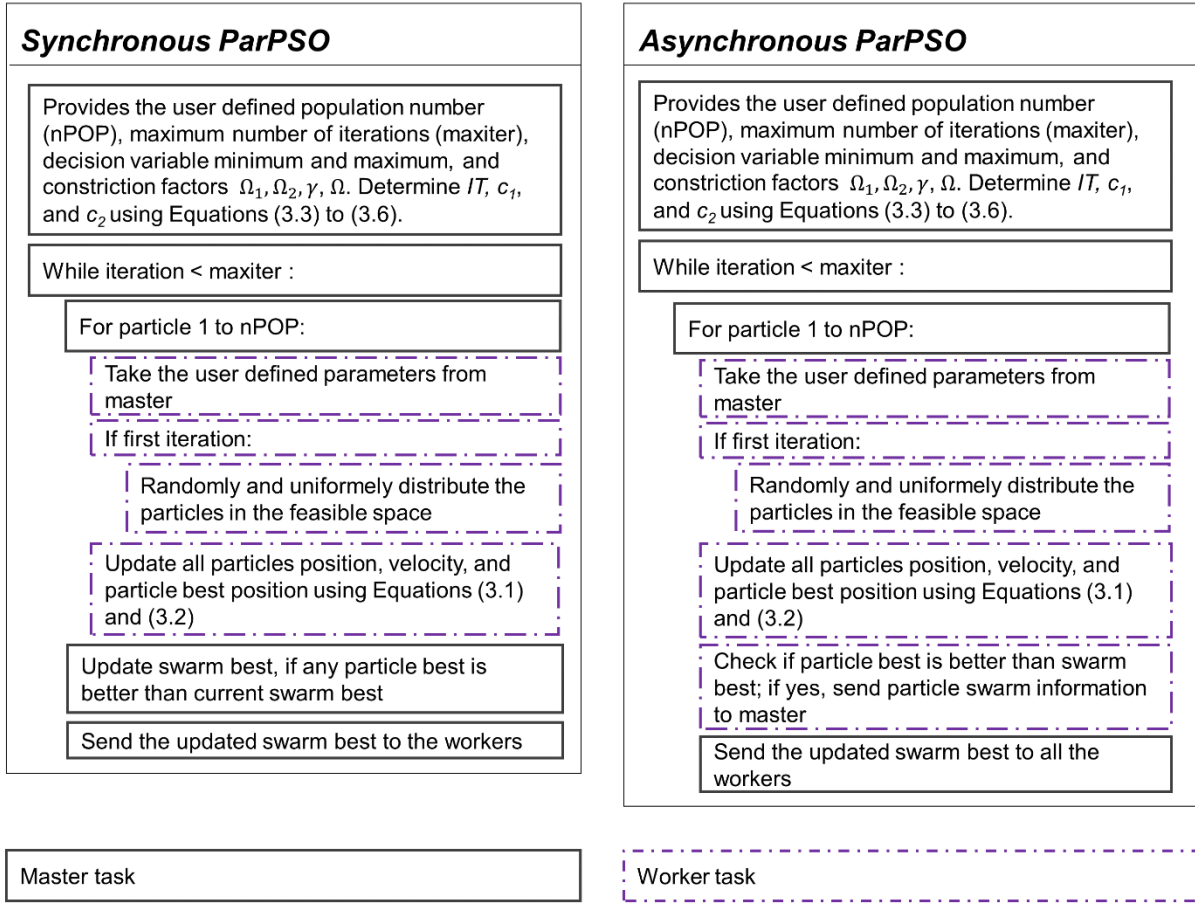 Synchronous ParPSO
Provides the user defined population number
(nPOP), maximum number of iterations (maxiter),
decision variable minimum and maximum, and
constriction factors Ω₁, Ω₂, γ, Ω. Determine IT, c₁,
and c₂ using Equations (3.3) to (3.6).
While iteration < maxiter :
For particle 1 to nPOP:
Take the user defined parameters from
master
If first iteration:
Randomly and uniformely distribute the
particles in the feasible space
Update all particles position, velocity, and
particle best position using Equations (3.1)
and (3.2)
Update swarm best, if any particle best is
better than current swarm best
Send the updated swarm best to the workers
Asynchronous ParPSO
Provides the user defined population number
(nPOP), maximum number of iterations (maxiter),
decision variable minimum and maximum, and
constriction factors Ω₁, Ω₂, γ, Ω. Determine IT, c₁,
and c₂ using Equations (3.3) to (3.6).
While iteration < maxiter :
For particle 1 to nPOP:
Take the user defined parameters from
master
If first iteration:
Randomly and uniformely distribute the
particles in the feasible space
Update all particles position, velocity, and
particle best position using Equations (3.1)
and (3.2)
Check if particle best is better than swarm
best; if yes, send particle swarm information
to master
Send the updated swarm best to all the
workers
Master task
Worker task